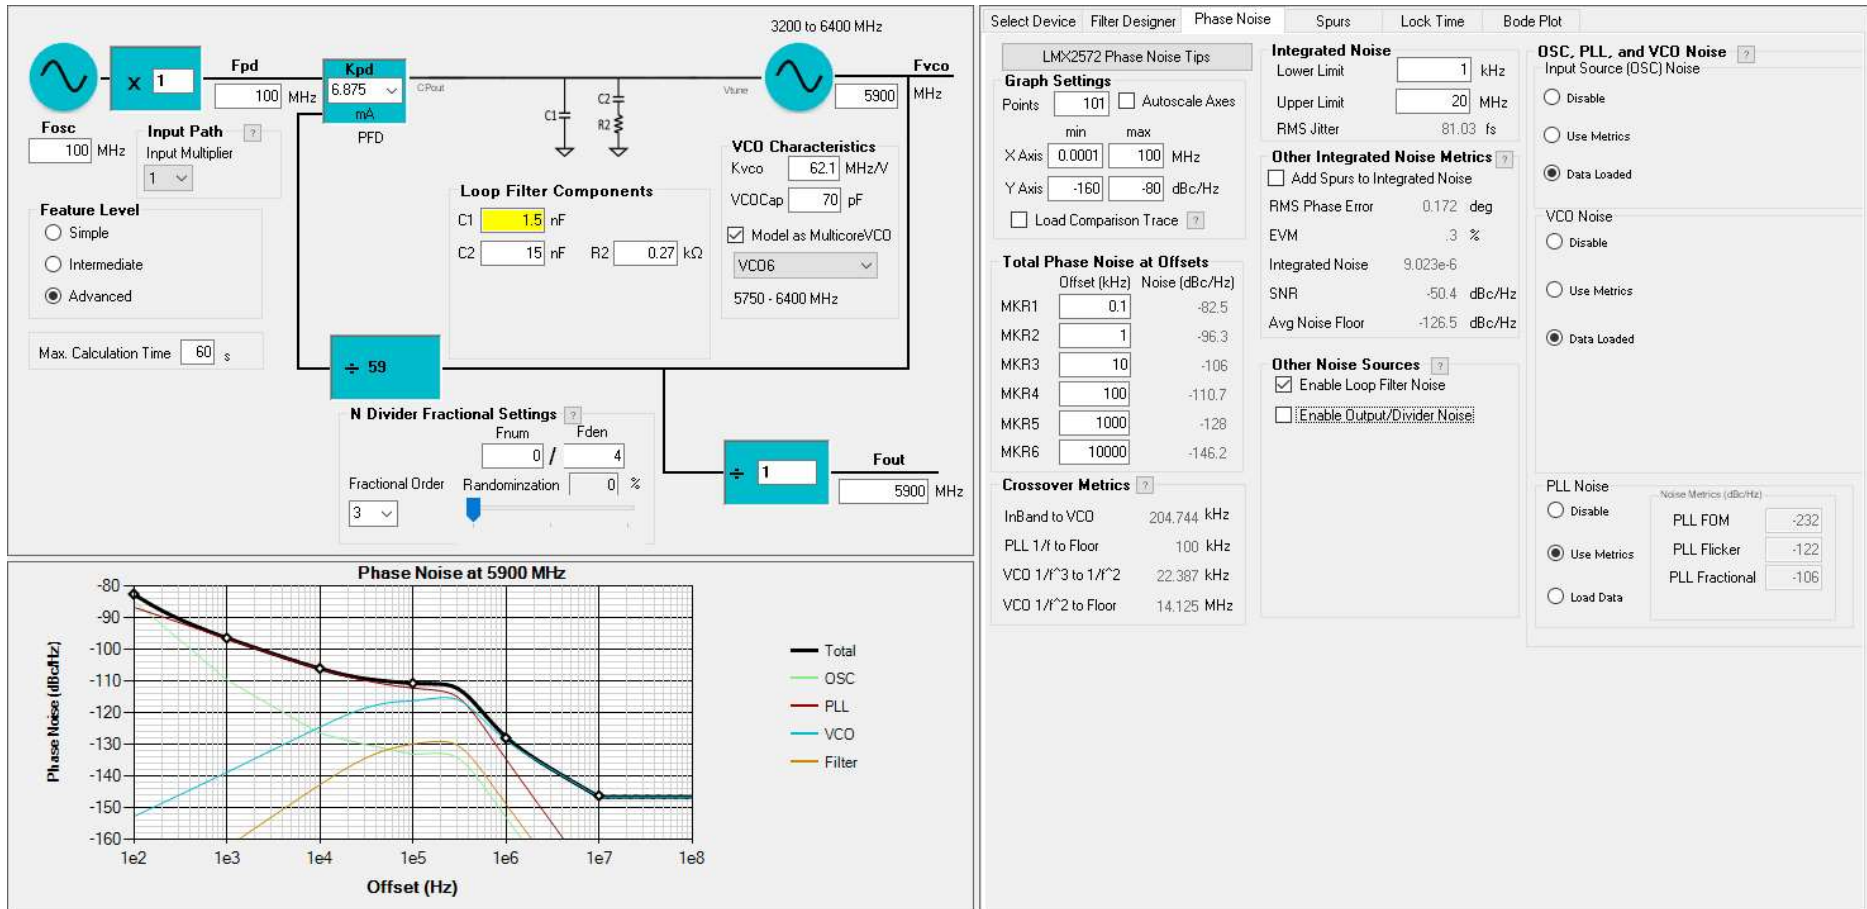 3200 to 6400 MHz
X 1
Fpd
100 MHz
Kpd
6.875
mA
PFD
CPout
C1
C2
R2
Vtune
Fvco
5900 MHz
Fosc
100 MHz
Input Path ?
Input Multiplier
1
Feature Level
Simple
Intermediate
Advanced
Max. Calculation Time 60 s
Loop Filter Components
C1 1.5 nF
C2 15 nF R2 0.27 kΩ
VCO Characteristics
Kvco 62.1 MHz/V
VCOCap 70 pF
Model as MulticoreVCO
VCO6
5750 - 6400 MHz
÷ 59
N Divider Fractional Settings ?
Fnum Fden
0 / 4
Fractional Order Randominzation 0 %
3
÷ 1
Fout
5900 MHz
Phase Noise at 5900 MHz
Phase Noise (dBc/Hz)
-80
-90
-100
-110
-120
-130
-140
-150
-160
1e2 1e3 1e4 1e5 1e6 1e7 1e8
Offset (Hz)
Total
OSC
PLL
VCO
Filter
Select Device Filter Designer Phase Noise Spurs Lock Time Bode Plot
LMX2572 Phase Noise Tips
Graph Settings
Points 101 Autoscale Axes
min max
X Axis 0.0001 100 MHz
Y Axis -160 -80 dBc/Hz
Load Comparison Trace ?
Total Phase Noise at Offsets
Offset (kHz) Noise (dBc/Hz)
MKR1 0.1 -82.5
MKR2 1 -96.3
MKR3 10 -106
MKR4 100 -110.7
MKR5 1000 -128
MKR6 10000 -146.2
Crossover Metrics ?
InBand to VCO 204.744 kHz
PLL 1/f to Floor 100 kHz
VCO 1/f^3 to 1/f^2 22.387 kHz
VCO 1/f^2 to Floor 14.125 MHz
Integrated Noise
Lower Limit 1 kHz
Upper Limit 20 MHz
RMS Jitter 81.03 fs
Other Integrated Noise Metrics ?
Add Spurs to Integrated Noise
RMS Phase Error 0.172 deg
EVM .3 %
Integrated Noise 9.023e-6
SNR -50.4 dBc/Hz
Avg Noise Floor -126.5 dBc/Hz
Other Noise Sources ?
Enable Loop Filter Noise
Enable Output/Divider Noise
OSC, PLL, and VCO Noise ?
Input Source (OSC) Noise
Disable
Use Metrics
Data Loaded
VCO Noise
Disable
Use Metrics
Data Loaded
PLL Noise
Disable
Use Metrics
Load Data
Noise Metrics (dBc/Hz)
PLL FOM -232
PLL Flicker -122
PLL Fractional -106